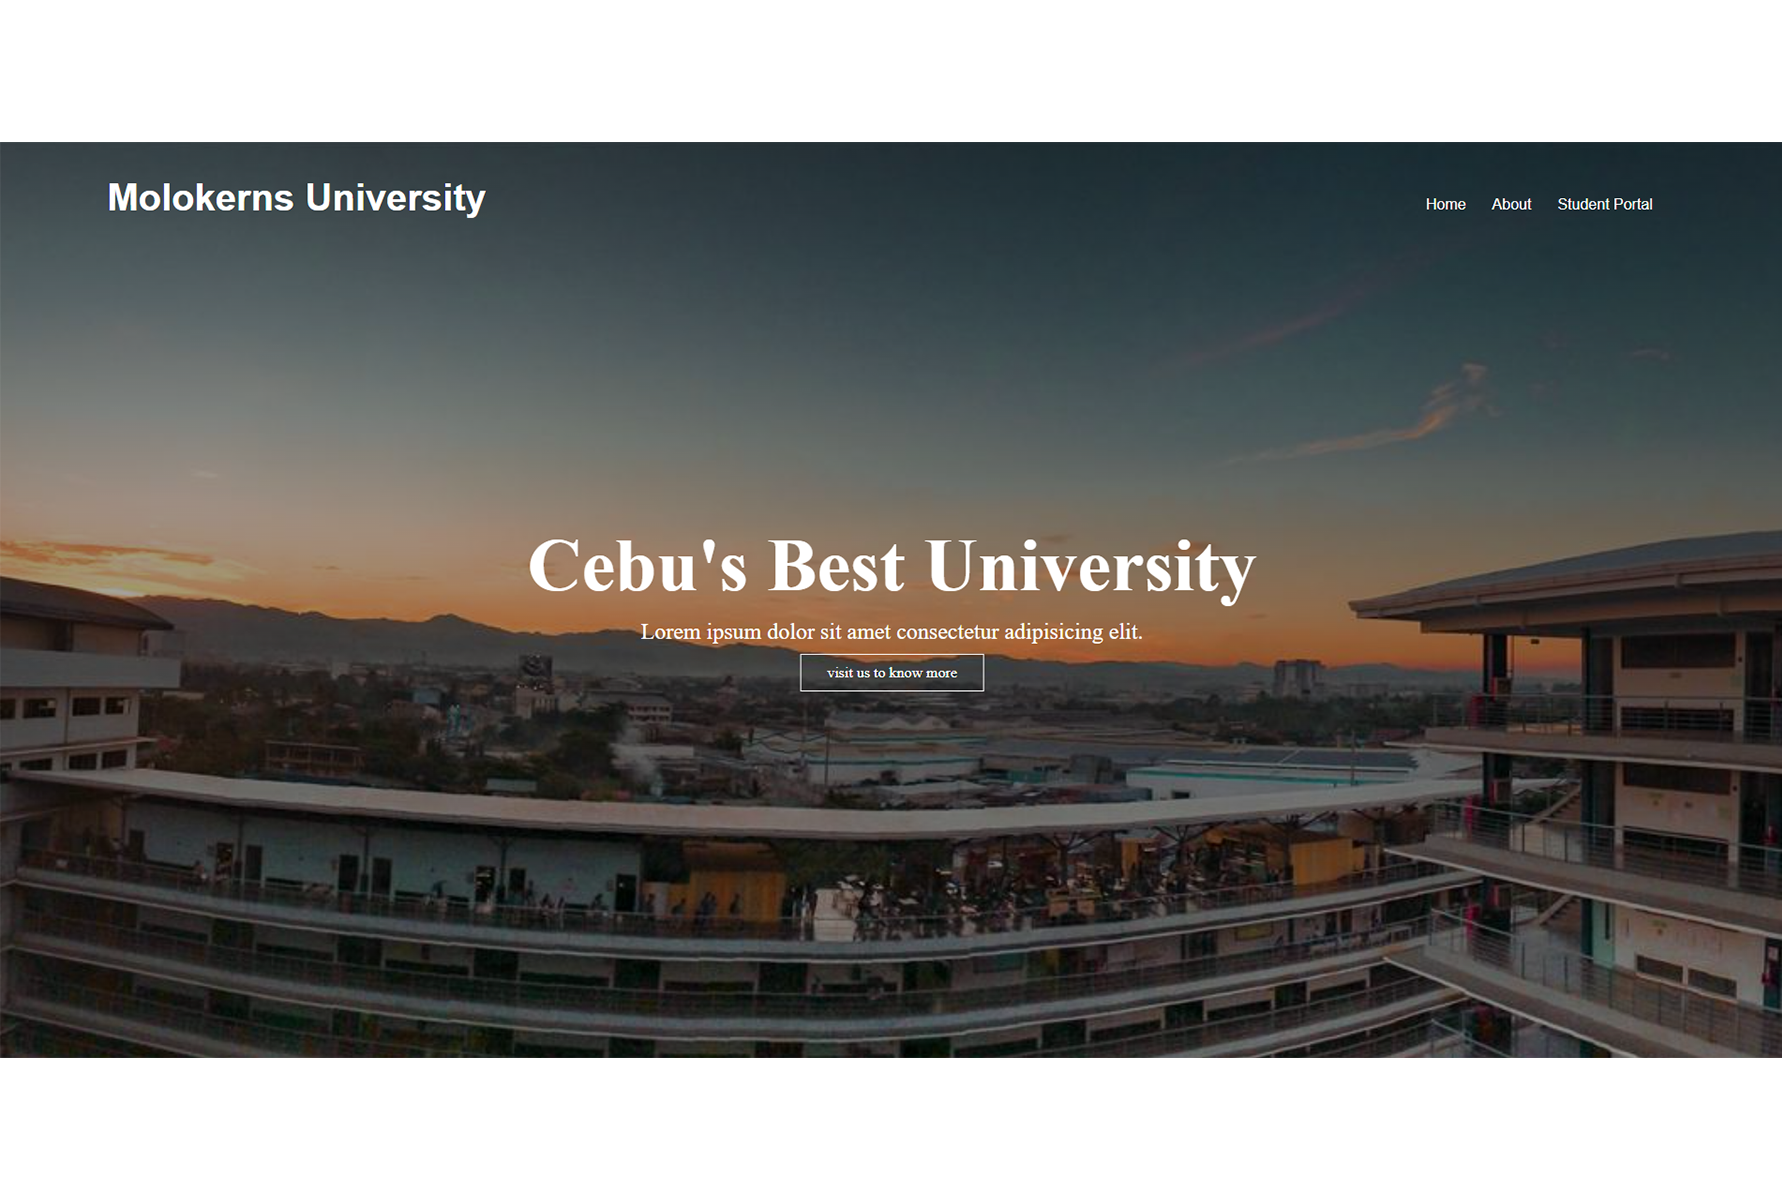 Molokerns University
Home About Student Portal
Cebu's Best University
Lorem ipsum dolor sit amet consectetur adipisicing elit.
visit us to know more